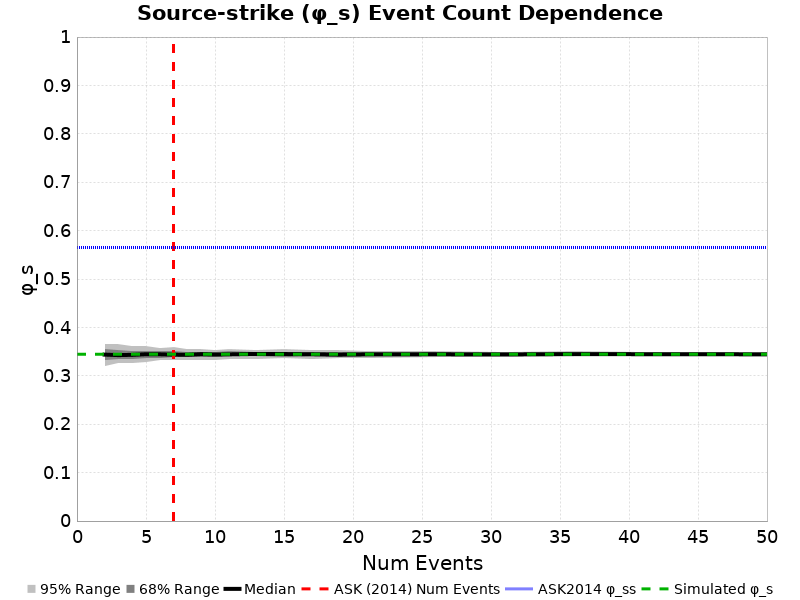 Source-strike (φ_s) Event Count Dependence
1
0.9
0.8
0.7
0.6
0.5
0.4
0.3
0.2
0.1
0
φ_s
0 5 10 15 20 25 30 35 40 45 50
Num Events
95% Range 68% Range Median ASK (2014) Num Events ASK2014 φ_ss Simulated φ_s